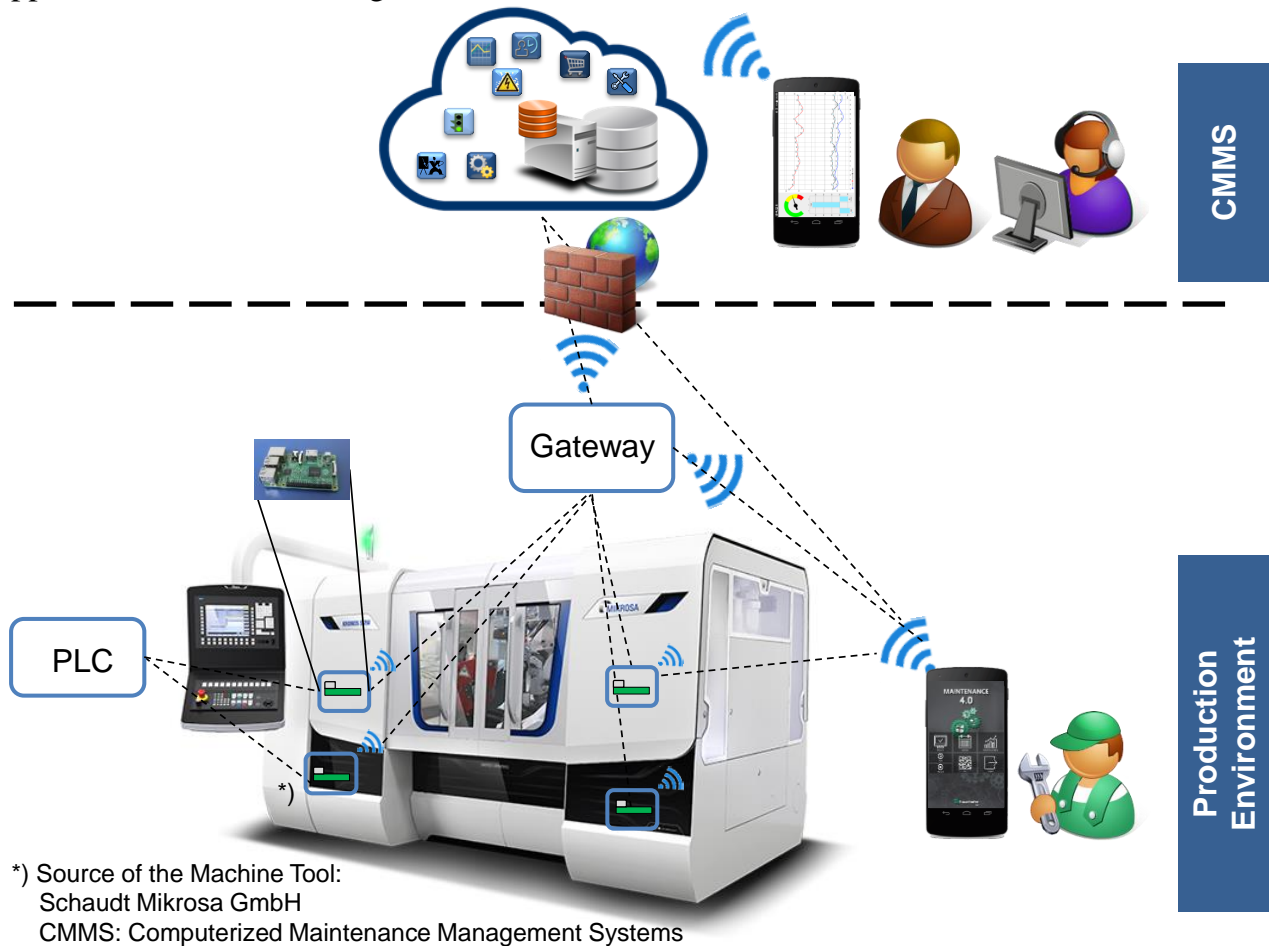 CMMS
Gateway
MIKROSA
PLC
MAINTENANCE
4.0
Production
Environment
*)
*) Source of the Machine Tool:
Schaudt Mikrosa GmbH
CMMS: Computerized Maintenance Management Systems